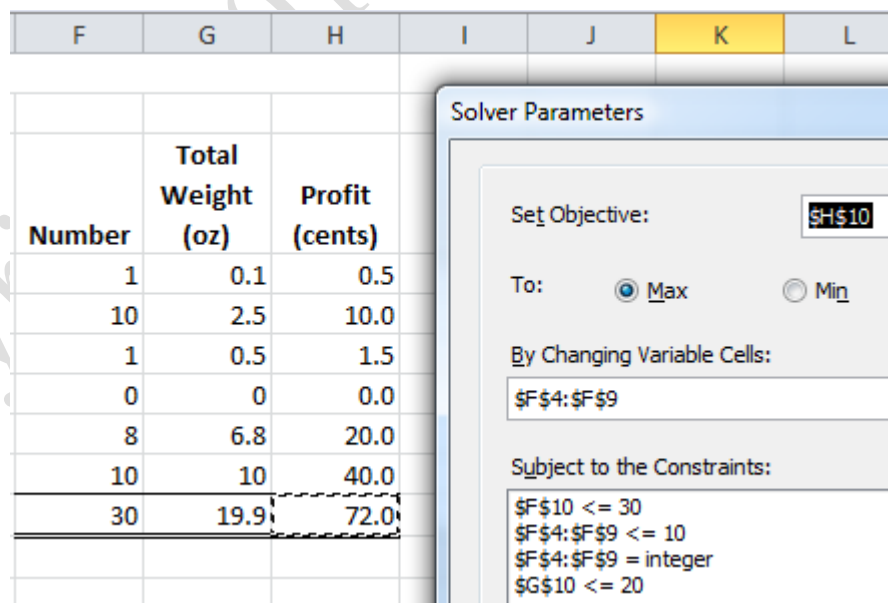 F G H I J K L
Solver Parameters
Total
Weight Profit
Number (oz) (cents)
Set Objective: $H$10
1 0.1 0.5
To: Max Min
10 2.5 10.0
1 0.5 1.5
By Changing Variable Cells:
0 0 0.0
$F$4:$F$9
8 6.8 20.0
10 10 40.0
Subject to the Constraints:
30 19.9 72.0
$F$10 <= 30
$F$4:$F$9 <= 10
$F$4:$F$9 = integer
$G$10 <= 20